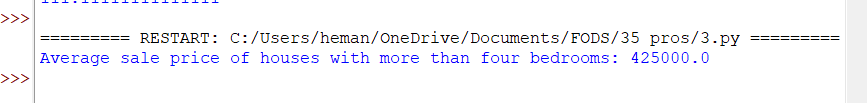 >>>
========= RESTART: C:/Users/heman/OneDrive/Documents/FODS/35 pros/3.py =========
Average sale price of houses with more than four bedrooms: 425000.0
>>>